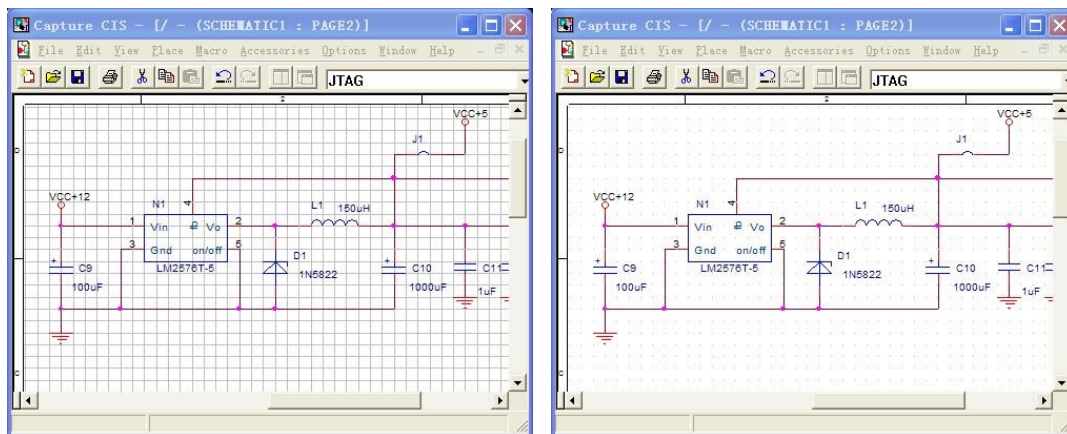 Capture CIS - [/ - (SCHEMATIC1 : PAGE2)]
File Edit View Place Macro Accessories Options Window Help
JTAG
2
VCC+5
D
J1
VCC+12
N1
4
L1
150uH
1
Vin
Vo
2
3
Gnd
on/off
5
LM2576T-5
D1
1N5822
+
C9
100uF
+
C10
1000uF
C11
1uF
C
Capture CIS - [/ - (SCHEMATIC1 : PAGE2)]
File Edit View Place Macro Accessories Options Window Help
JTAG
2
VCC+5
D
J1
VCC+12
N1
4
L1
150uH
1
Vin
Vo
2
3
Gnd
on/off
5
LM2576T-5
D1
1N5822
+
C9
100uF
+
C10
1000uF
C11
1uF
C